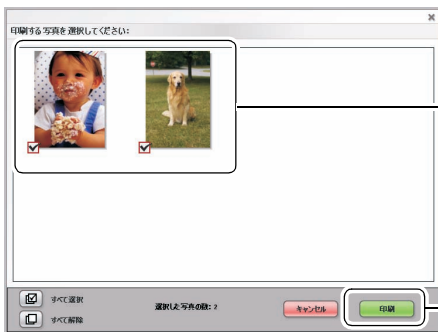 印刷する写真を選択してください:
すべて選択
すべて解除
選択した写真の数: 2
キャンセル
印刷